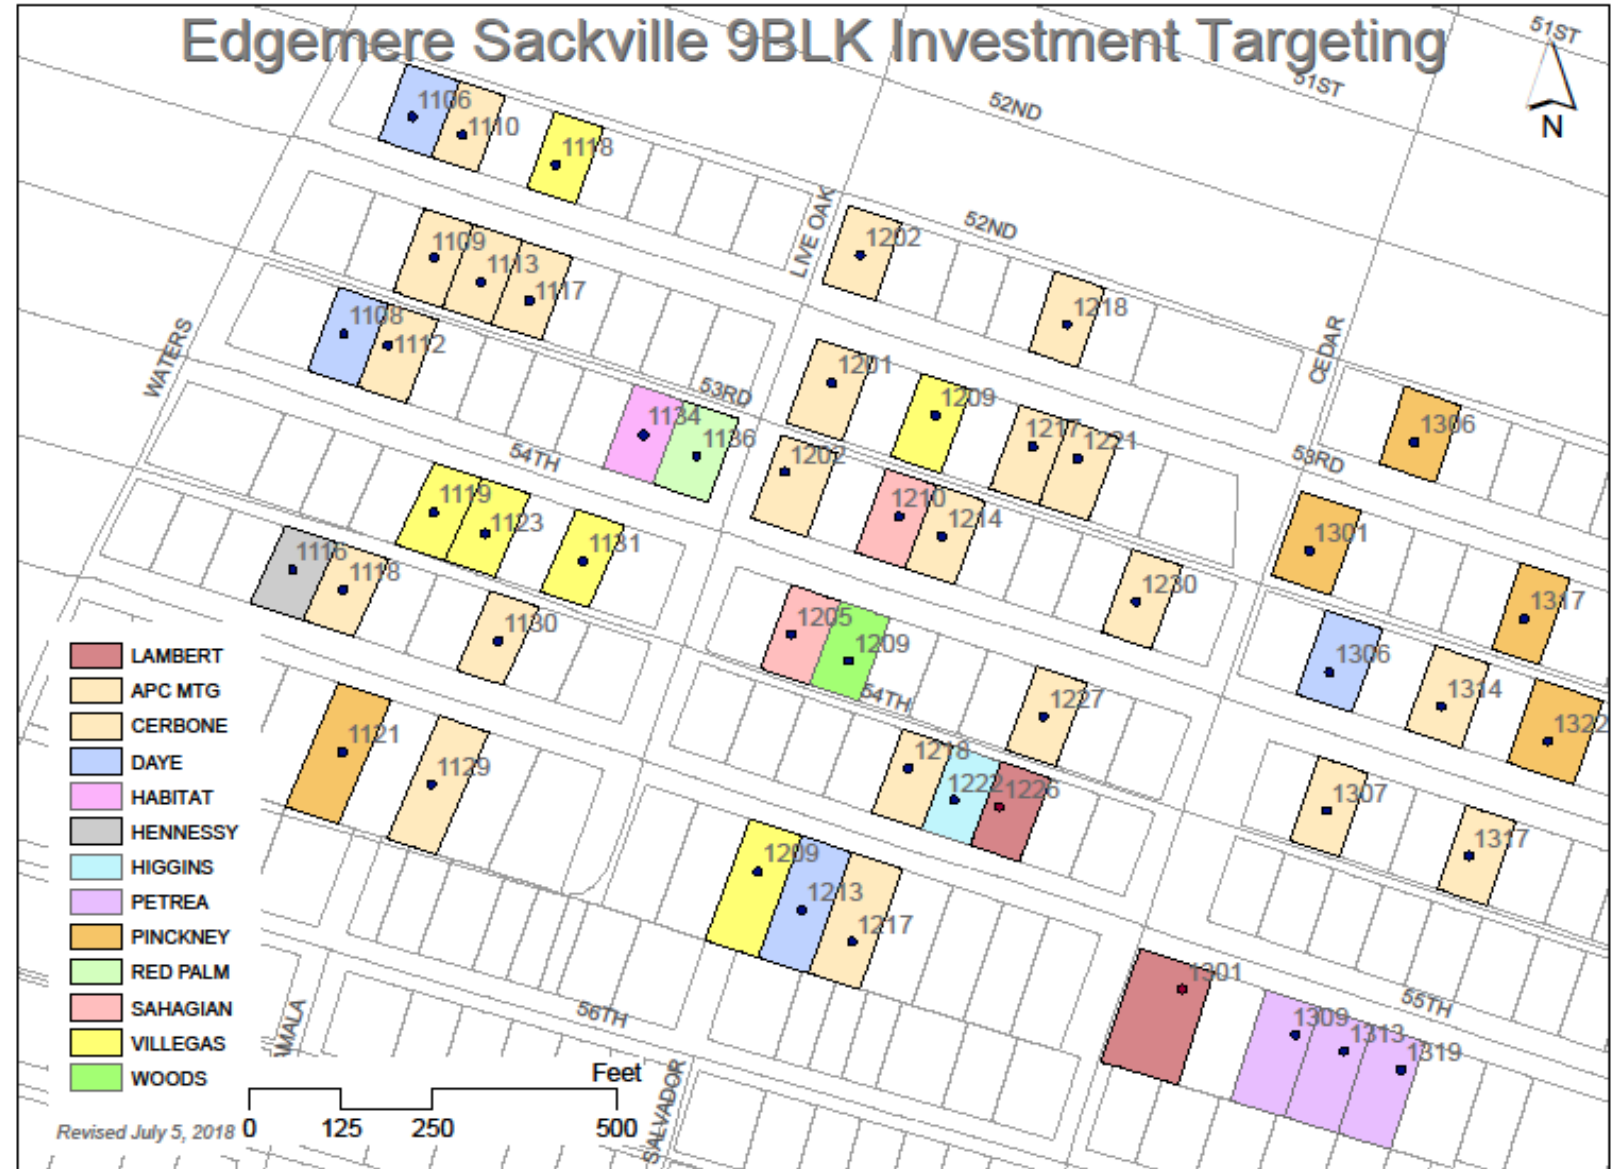 Edgemere Sackville 9BLK Investment Targeting
51ST
51ST
52ND
N
1106
1110
1118
LIVE OAK
52ND
1202
1218
1109
1113
1117
1108
1112
WATERS
CEDAR
53RD
1134
1136
1201
1209
1217
1221
1306
53RD
54TH
1202
1210
1214
1230
1301
1317
1119
1123
1131
1116
1118
1130
1205
1209
54TH
1227
1306
1314
1322
1121
1129
1218
1222
1226
1307
1317
1209
1213
1217
1301
1309
1313
1319
55TH
56TH
SALVADOR
LAMBERT
APC MTG
CERBONE
DAYE
HABITAT
HENNESSY
HIGGINS
PETREA
PINCKNEY
RED PALM
SAHAGIAN
VILLEGAS
WOODS
Feet
Revised July 5, 2018
0 125 250 500